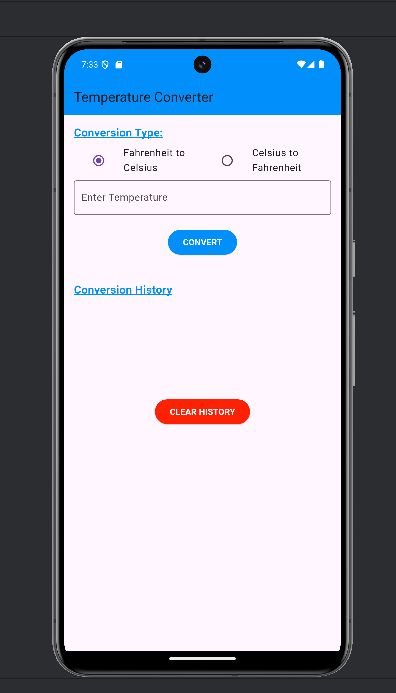 7:33
Temperature Converter
Conversion Type:
Fahrenheit to
Celsius
Celsius to
Fahrenheit
Enter Temperature
CONVERT
Conversion History
CLEAR HISTORY